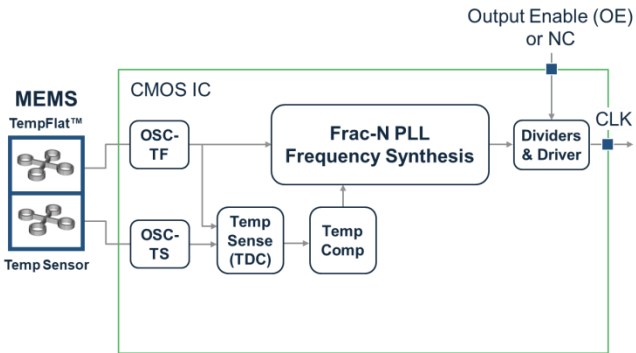 Output Enable (OE)
or NC
CMOS IC
MEMS
TempFlat™
OSC-
TF
Frac-N PLL
Frequency Synthesis
Dividers
& Driver
CLK
OSC-
TS
Temp
Sense
(TDC)
Temp
Comp
Temp Sensor